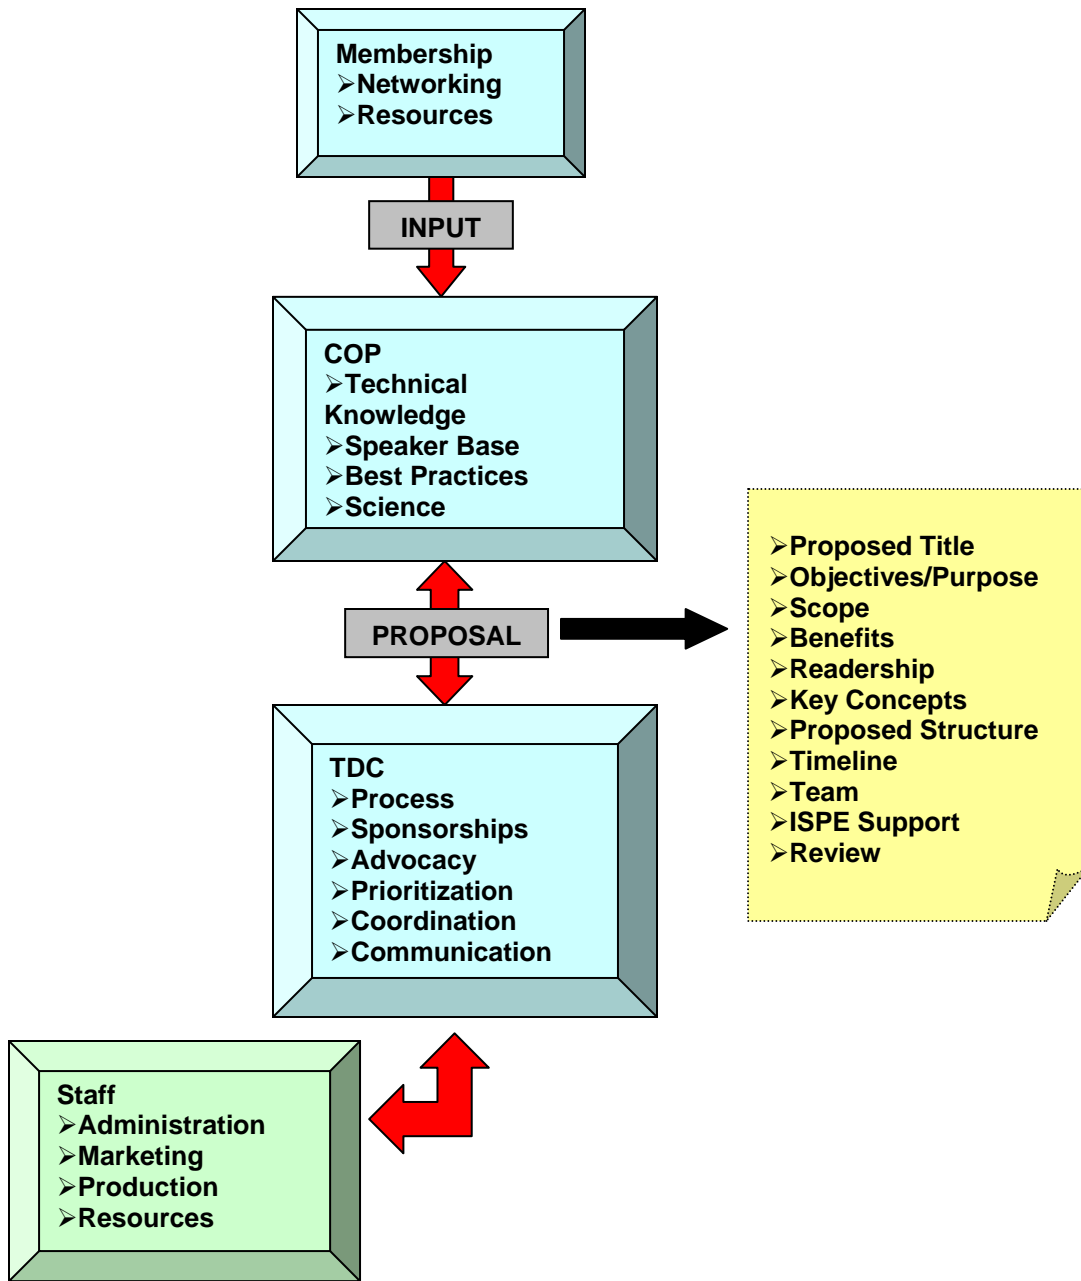 Membership
➢Networking
➢Resources
INPUT
COP
➢Technical
Knowledge
➢Speaker Base
➢Best Practices
➢Science
PROPOSAL
➢Proposed Title
➢Objectives/Purpose
➢Scope
➢Benefits
➢Readership
➢Key Concepts
➢Proposed Structure
➢Timeline
➢Team
➢ISPE Support
➢Review
TDC
➢Process
➢Sponsorships
➢Advocacy
➢Prioritization
➢Coordination
➢Communication
Staff
➢Administration
➢Marketing
➢Production
➢Resources